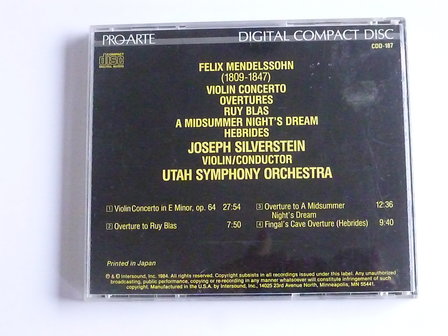 PRO ARTE DIGITAL COMPACT DISC
CDD-187
COMPACT
disc
DIGITAL AUDIO
FELIX MENDELSSOHN
(1809-1847)
VIOLIN CONCERTO
OVERTURES
RUY BLAS
A MIDSUMMER NIGHT'S DREAM
HEBRIDES
JOSEPH SILVERSTEIN
VIOLIN/CONDUCTOR
UTAH SYMPHONY ORCHESTRA
1 Violin Concerto in E Minor, op. 64 27:54
2 Overture to Ruy Blas 7:50
3 Overture to A Midsummer 12:36
Night's Dream
4 Fingal's Cave Overture (Hebrides) 9:40
Printed in Japan
℗ & © Intersound, Inc. 1984. All rights reserved. Copyright subsists in all recordings issued under this label. Any unauthorized
broadcasting, public performance, copying or re-recording in any manner whatsoever will constitute an infringement of such
copyright. Manufactured in the U.S.A. by Intersound, Inc., 14025 23rd Avenue North, Minneapolis, MN 55441.